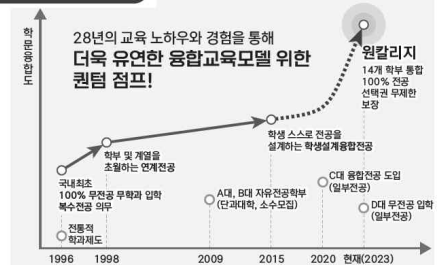 학문융합도
28년의 교육 노하우와 경험을 통해
더욱 유연한 융합교육모델 위한
퀀텀 점프!
원칼리지
14개 학부 통합
100% 전공
선택권 무제한
보장
학생 스스로 전공을
설계하는 학생설계융합전공
학부 및 계열을
초월하는 연계전공
국내최초
100% 무전공 무학과 입학
복수전공 의무
C대 융합전공 도입
(일부전공)
A대, B대 자유전공학부
(단과대학, 소수모집)
D대 무전공 입학
(일부전공)
전통적
학과제도
1996 1998 2009 2015 2020 현재(2023)